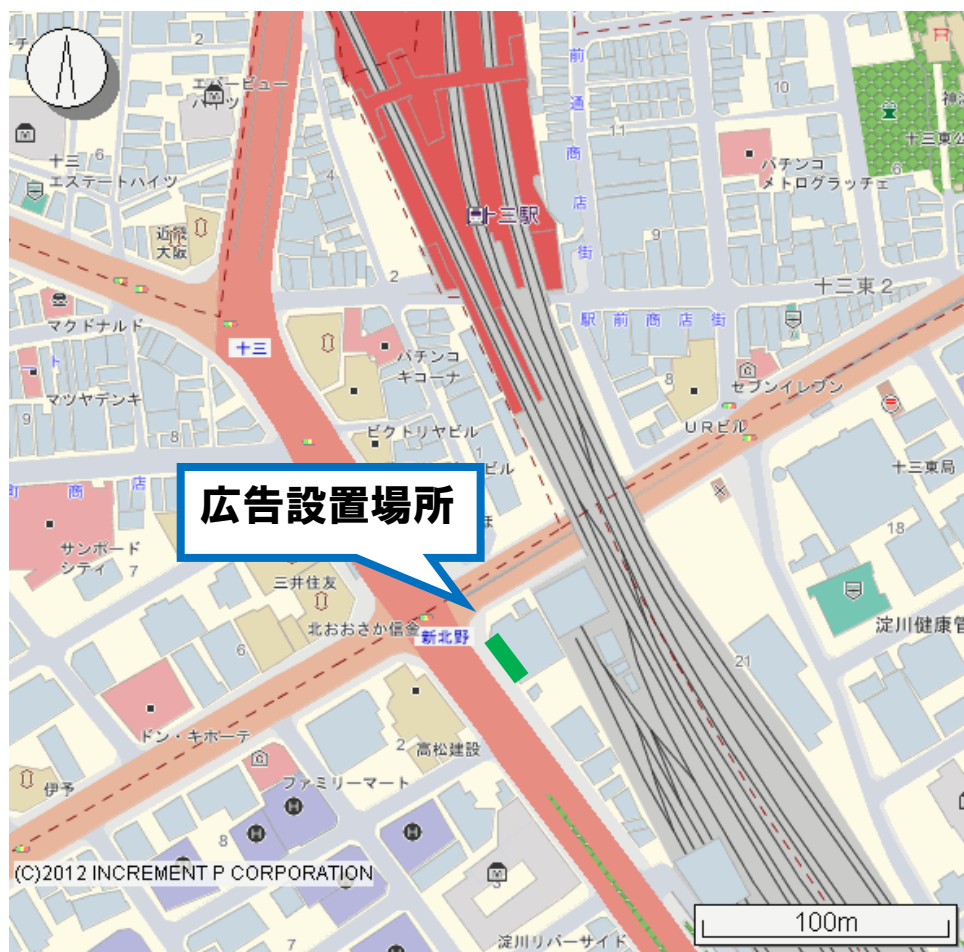 2
エバービュー
ハイツ
十三 6
エステートハイツ
4
近畿
大阪
2
マクドナルド
十三
マツヤデンキ
9
8
パチンコ
キコーナ
ビクトリヤビル
1
ビル
ほ
町商店
サンボード
シティ 7
広告設置場所
三井住友
北おおさか信金
新北野
6
ドン・キホーテ
2
高松建設
伊予
ファミリーマート
8
3
7
淀川リバーサイド
前通商店街
11
10
十三東公
6
パチンコ
メトログラッチェ
十三駅
9
十三東2
駅前商店街
8
セブンイレブン
URビル
十三東局
18
淀川健康管
21
(C)2012 INCREMENT P CORPORATION
100m